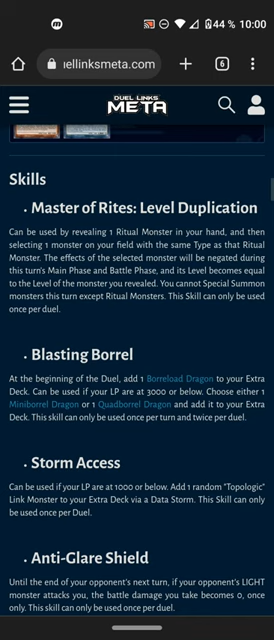 44 % 10:00
uellinksmeta.com
6
DUEL LINKS
META
Skills
• Master of Rites: Level Duplication
Can be used by revealing 1 Ritual Monster in your hand, and then
selecting 1 monster on your field with the same Type as that Ritual
Monster. The effects of the selected monster will be negated during
this turn's Main Phase and Battle Phase, and its Level becomes equal
to the Level of the monster you revealed. You cannot Special Summon
monsters this turn except Ritual Monsters. This Skill can only be used
once per duel.
• Blasting Borrel
At the beginning of the Duel, add 1 Borreload Dragon to your Extra
Deck. Can be used if your LP are at 3000 or below. Choose either 1
Miniborrel Dragon or 1 Quadborrel Dragon and add it to your Extra
Deck. This skill can only be used once per turn and twice per duel.
• Storm Access
Can be used if your LP are at 1000 or below. Add 1 random "Topologic"
Link Monster to your Extra Deck via a Data Storm. This Skill can only
be used once per Duel.
• Anti-Glare Shield
Until the end of your opponent's next turn, if your opponent's LIGHT
monster attacks you, the battle damage you take becomes 0, once
only. This skill can only be used once per duel.